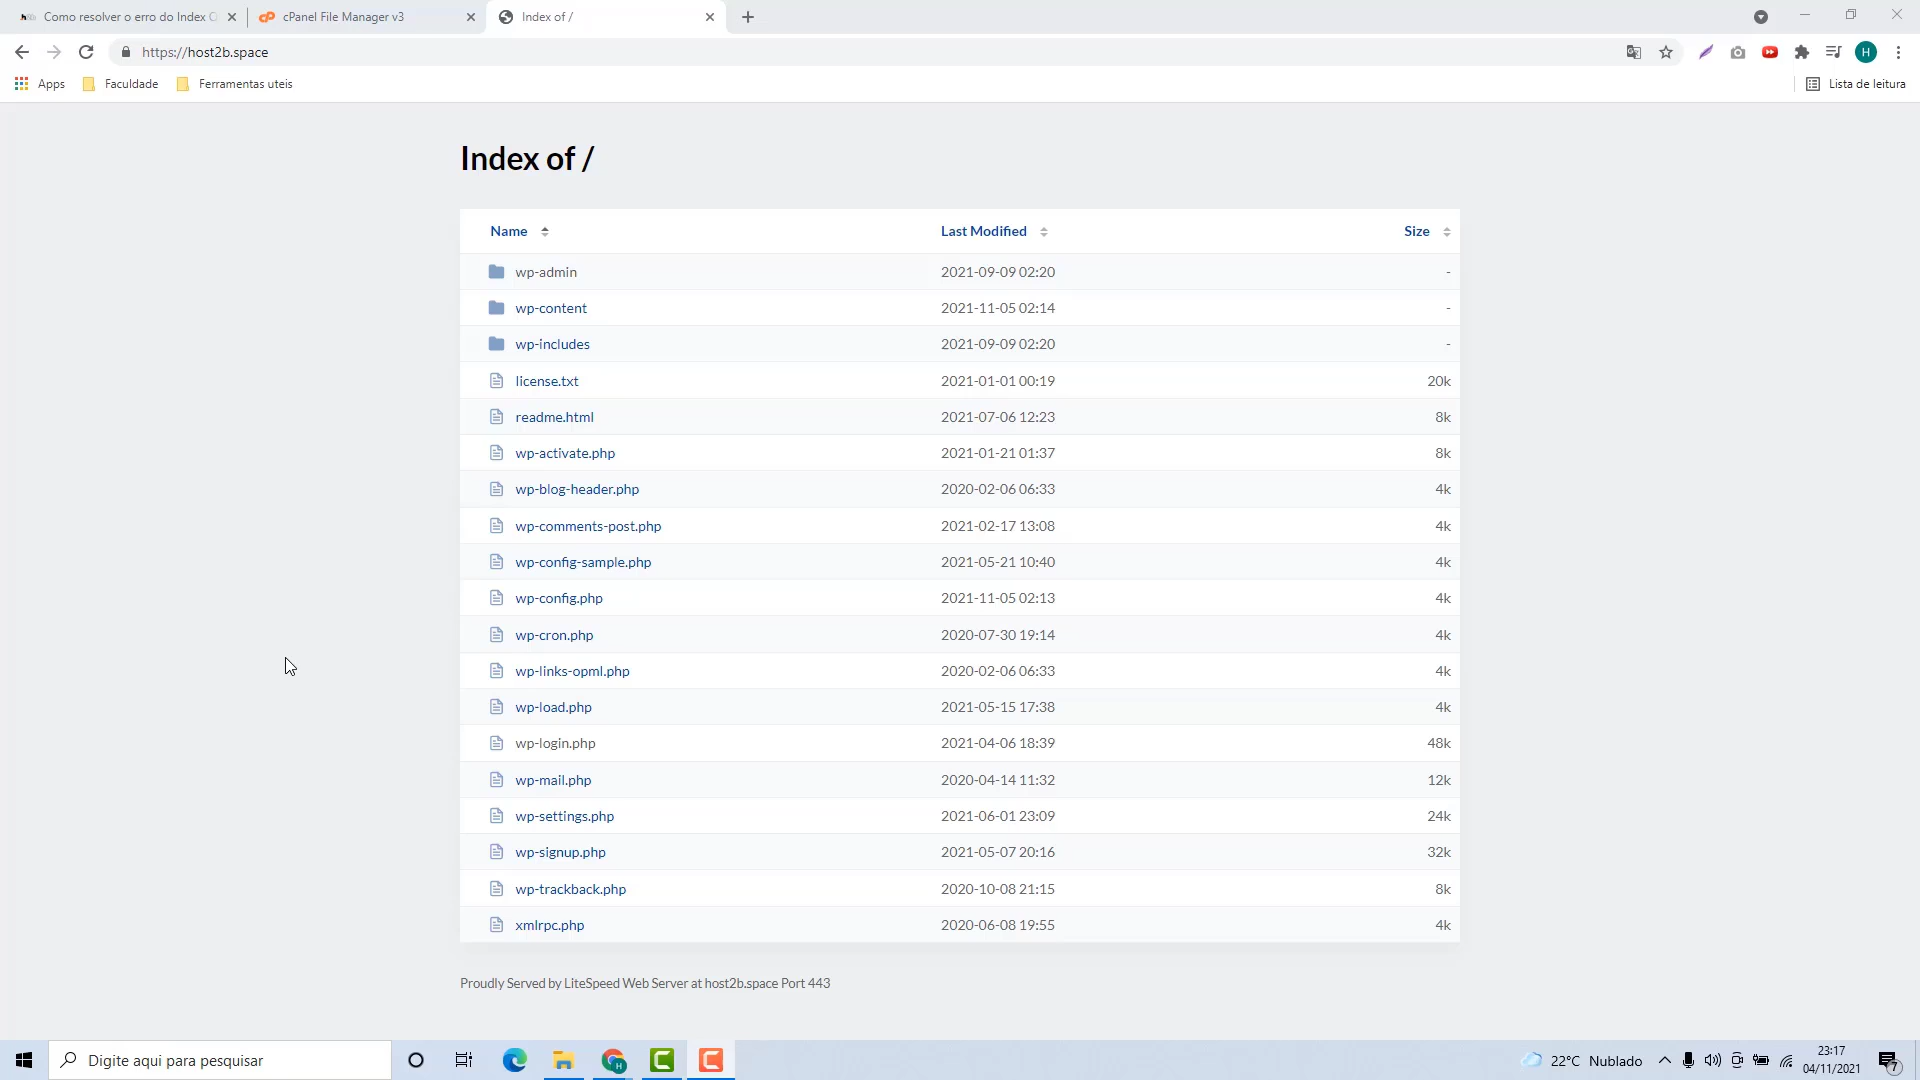 Como resolver o erro do Index O
cPanel File Manager v3
Index of /
https://host2b.space
H
Apps
Faculdade
Ferramentas uteis
Lista de leitura
Index of /
Name Last Modified Size
wp-admin 2021-09-09 02:20 -
wp-content 2021-11-05 02:14 -
wp-includes 2021-09-09 02:20 -
license.txt 2021-01-01 00:19 20k
readme.html 2021-07-06 12:23 8k
wp-activate.php 2021-01-21 01:37 8k
wp-blog-header.php 2020-02-06 06:33 4k
wp-comments-post.php 2021-02-17 13:08 4k
wp-config-sample.php 2021-05-21 10:40 4k
wp-config.php 2021-11-05 02:13 4k
wp-cron.php 2020-07-30 19:14 4k
wp-links-opml.php 2020-02-06 06:33 4k
wp-load.php 2021-05-15 17:38 4k
wp-login.php 2021-04-06 18:39 48k
wp-mail.php 2020-04-14 11:32 12k
wp-settings.php 2021-06-01 23:09 24k
wp-signup.php 2021-05-07 20:16 32k
wp-trackback.php 2020-10-08 21:15 8k
xmlrpc.php 2020-06-08 19:55 4k
Proudly Served by LiteSpeed Web Server at host2b.space Port 443
Digite aqui para pesquisar
22°C Nublado
23:17
04/11/2021
7